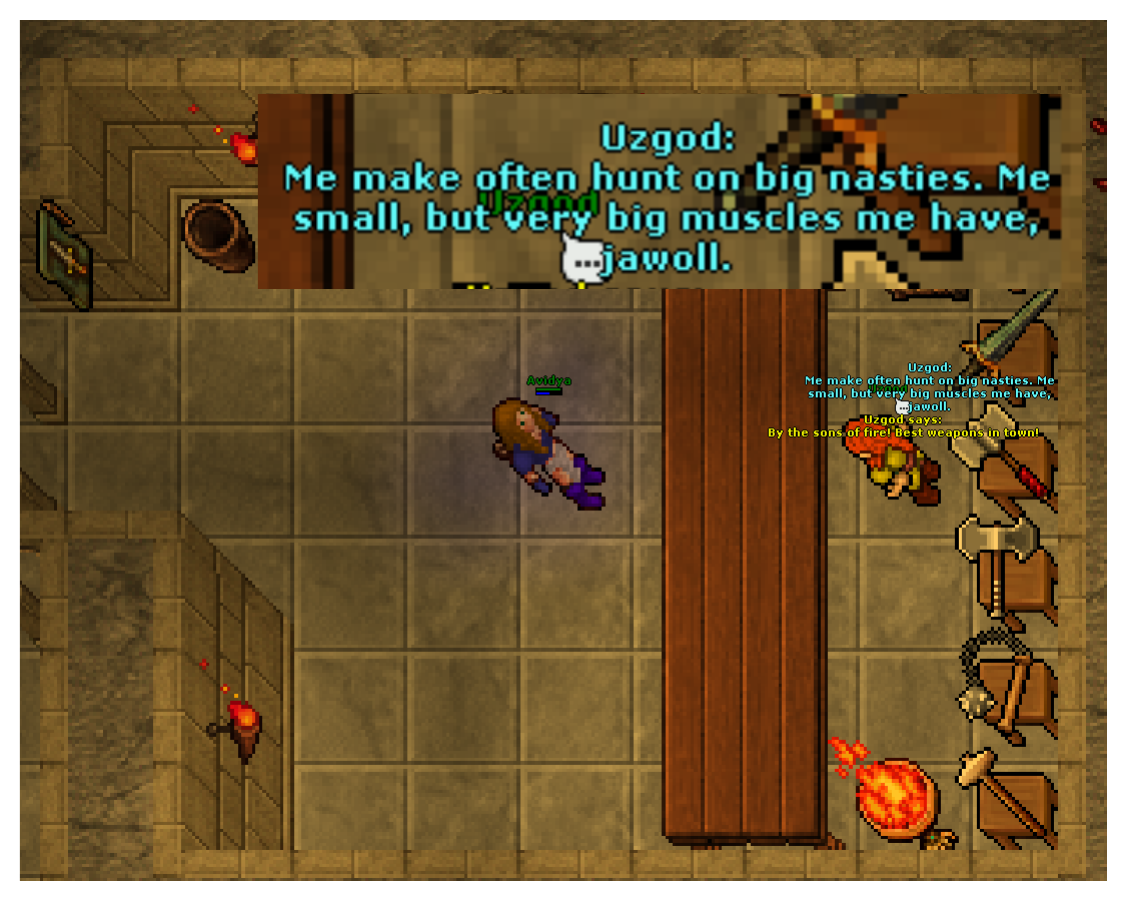 Uzgod:
Me make often hunt on big nasties. Me
small, but very big muscles me have,
jawoll.
Uzgod
Avidya
Uzgod:
Me make often hunt on big nasties. Me
small, but very big muscles me have,
jawoll.
Uzgod says:
By the sons of fire! Best weapons in town!